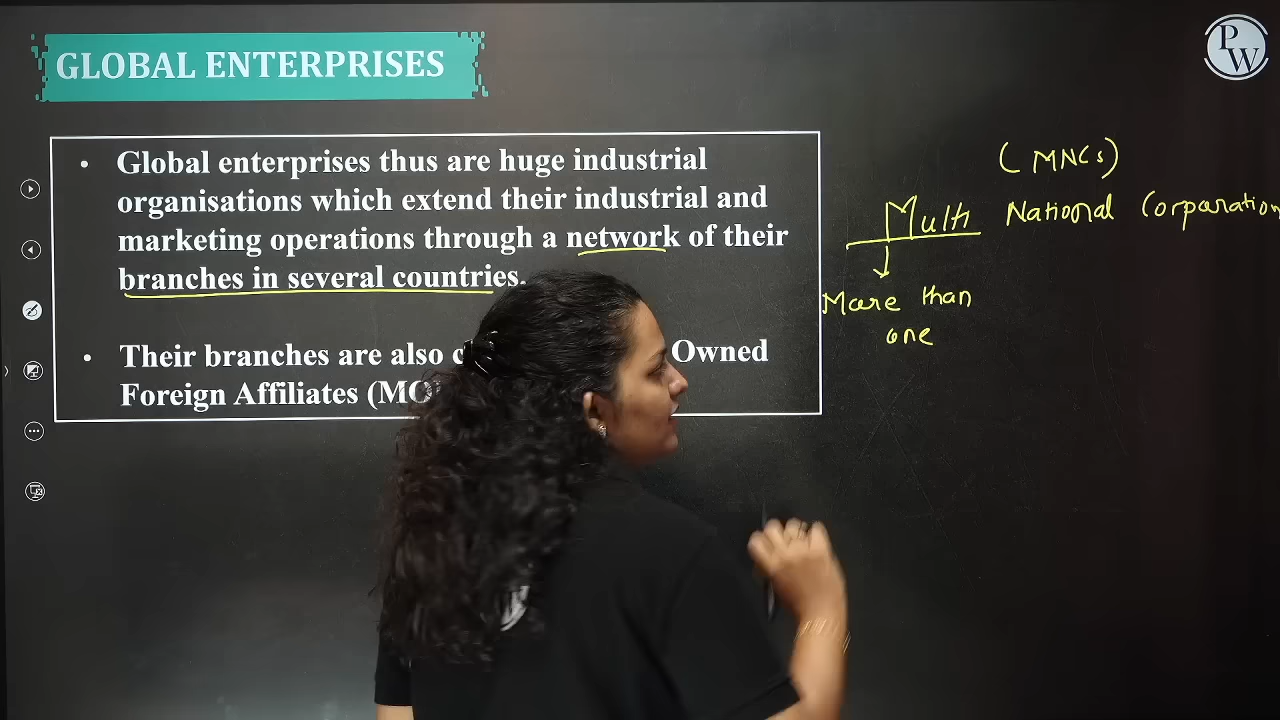 GLOBAL ENTERPRISES
PW
• Global enterprises thus are huge industrial
organisations which extend their industrial and
marketing operations through a network of their
branches in several countries.
• Their branches are also Owned
Foreign Affiliates
(MNCs)
Multi National Corporation
More than
one